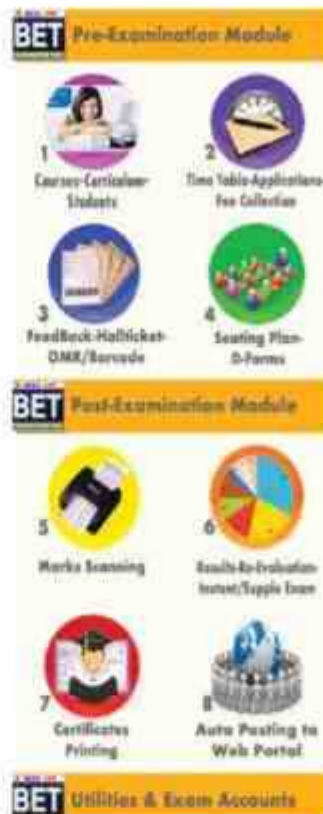 BET Pre-Examination Module
1
Courses-Curriculum-
Students
2
Time Table-Applications-
Fee Collection
3
FeedBack-Hallticket-
OMR/Barcode
4
Seating Plan-
D-Forms
BET Post-Examination Module
5
Marks Scanning
6
Results-Re-Evaluation-
Instant/Supple Exam
7
Certificates
Printing
8
Auto Posting to
Web Portal
BET Utilities & Exam Accounts